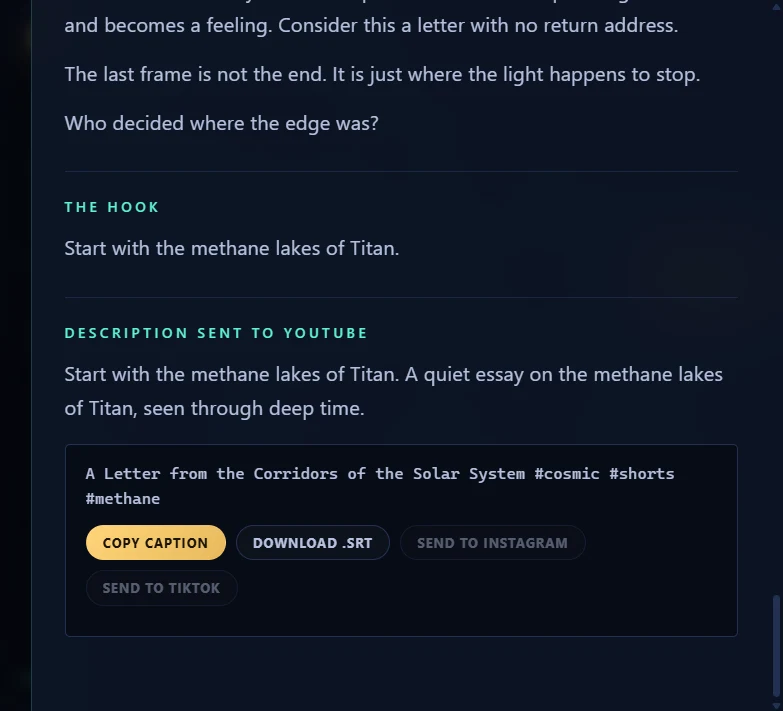 and becomes a feeling. Consider this a letter with no return address.
The last frame is not the end. It is just where the light happens to stop.
Who decided where the edge was?
THE HOOK
Start with the methane lakes of Titan.
DESCRIPTION SENT TO YOUTUBE
Start with the methane lakes of Titan. A quiet essay on the methane lakes
of Titan, seen through deep time.
A Letter from the Corridors of the Solar System #cosmic #shorts
#methane
COPY CAPTION DOWNLOAD .SRT SEND TO INSTAGRAM
SEND TO TIKTOK